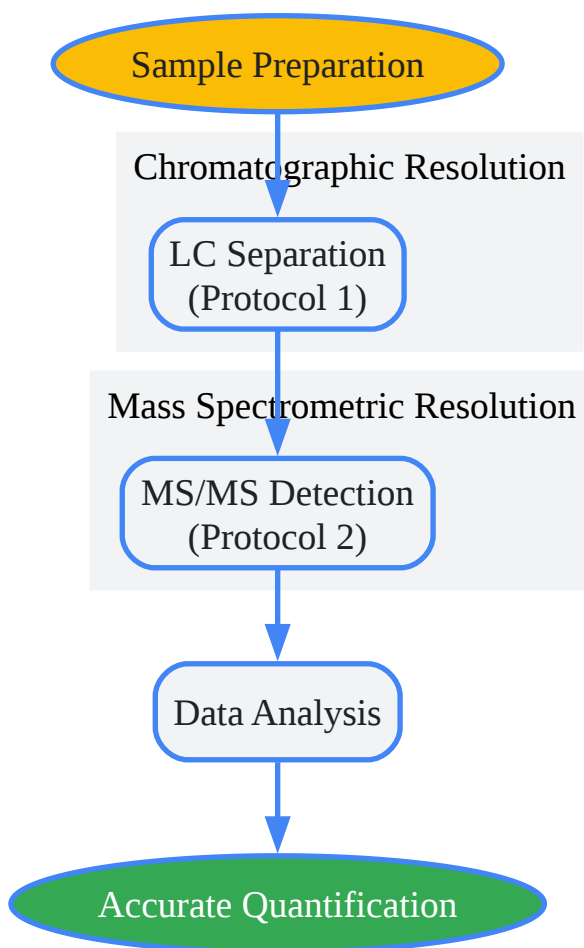 Sample Preparation
Chromatographic Resolution
LC Separation
(Protocol 1)
Mass Spectrometric Resolution
MS/MS Detection
(Protocol 2)
Data Analysis
Accurate Quantification